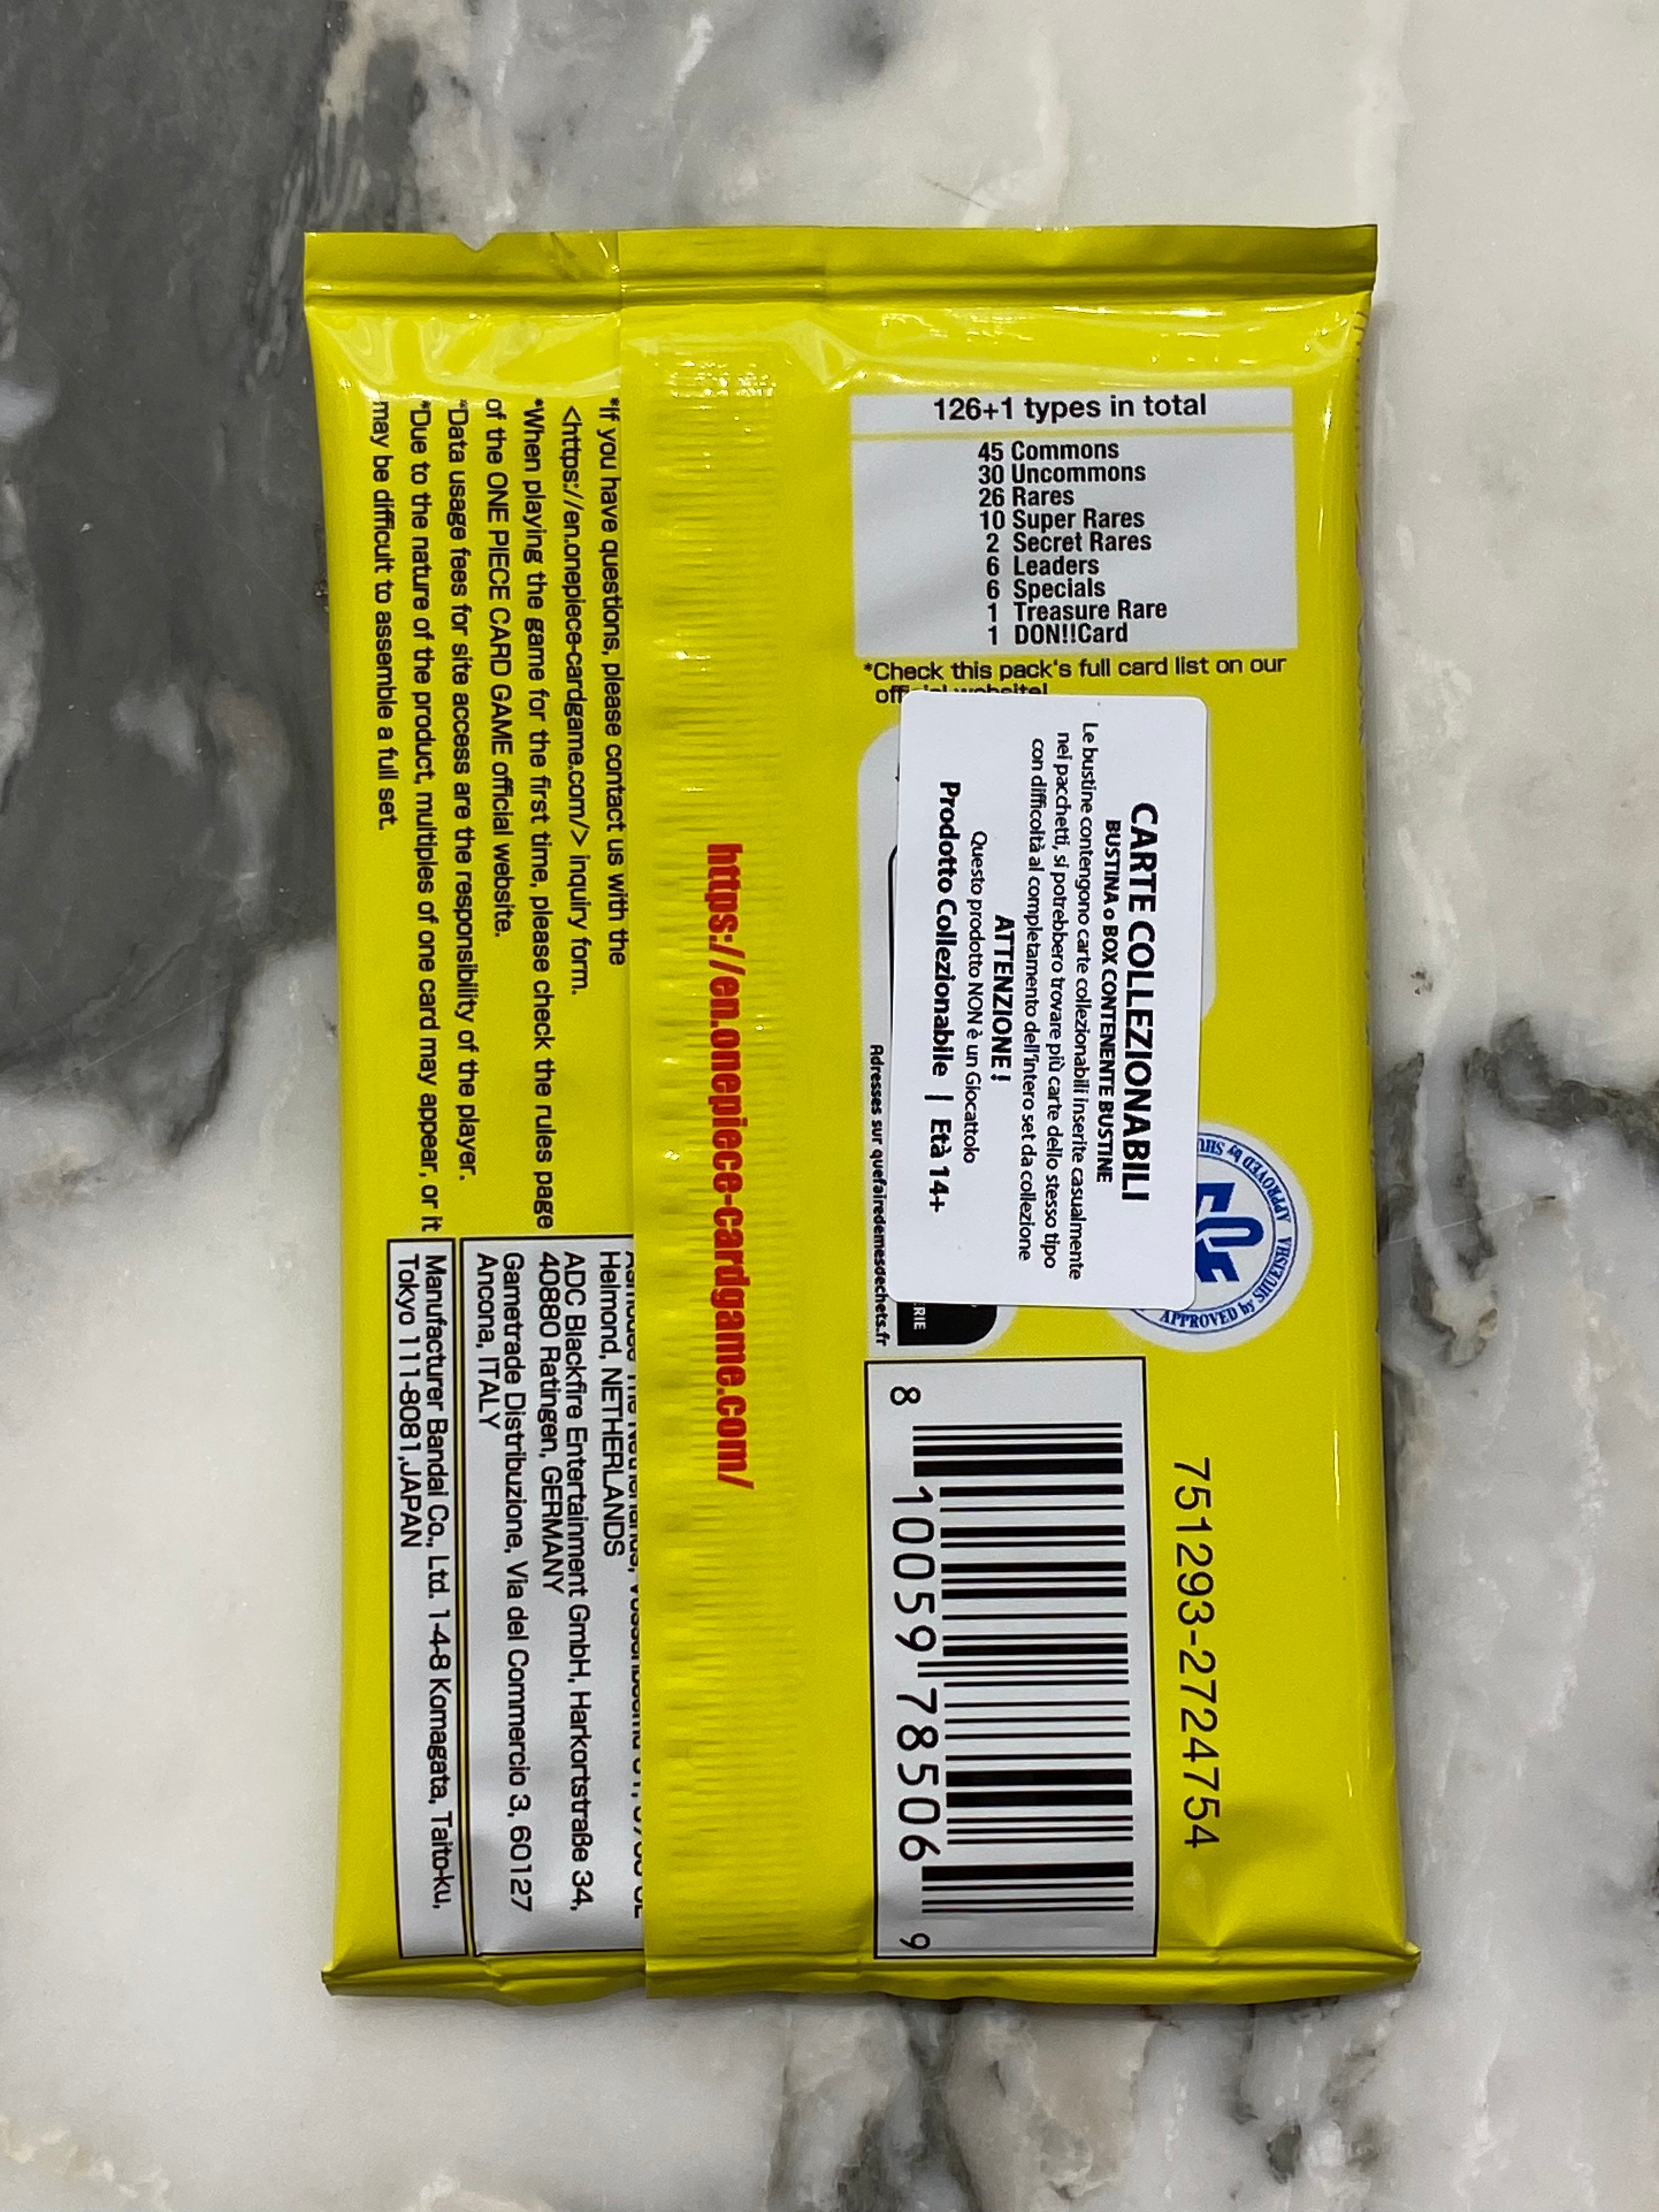 126+1 types in total
45 Commons
30 Uncommons
26 Rares
10 Super Rares
2 Secret Rares
6 Leaders
6 Specials
1 Treasure Rare
1 DON!!Card
*Check this pack's full card list on our
CARTE COLLEZIONABILI
BUSTINA o BOX CONTENENTE BUSTINE
Le bustine contengono carte collezionabili inserite casualmente
nei pacchetti, si potrebbero trovare più carte dello stesso tipo
con difficoltà al completamento dell'intero set da collezione
ATTENZIONE !
Questo prodotto NON è un Giocattolo
Prodotto Collezionabile | Età 14+
Adresses sur quefairedemesdechets.fr
APPROVED by SHUEISHA APPROVED by
751293-2724754
8 10059 78506 9
https://en.onepiece-cardgame.com/
*If you have questions, please contact us with the
<https://en.onepiece-cardgame.com/> inquiry form.
*When playing the game for the first time, please check the rules page
of the ONE PIECE CARD GAME official website.
*Data usage fees for site access are the responsibility of the player.
*Due to the nature of the product, multiples of one card may appear, or it
may be difficult to assemble a full set.
Helmond, NETHERLANDS
ADC Blackfire Entertainment GmbH, Harkortstraße 34,
40880 Ratingen, GERMANY
Gametrade Distribuzione, Via del Commercio 3, 60127
Ancona, ITALY
Manufacturer Bandai Co., Ltd. 1-4-8 Komagata, Taito-ku,
Tokyo 111-8081,JAPAN